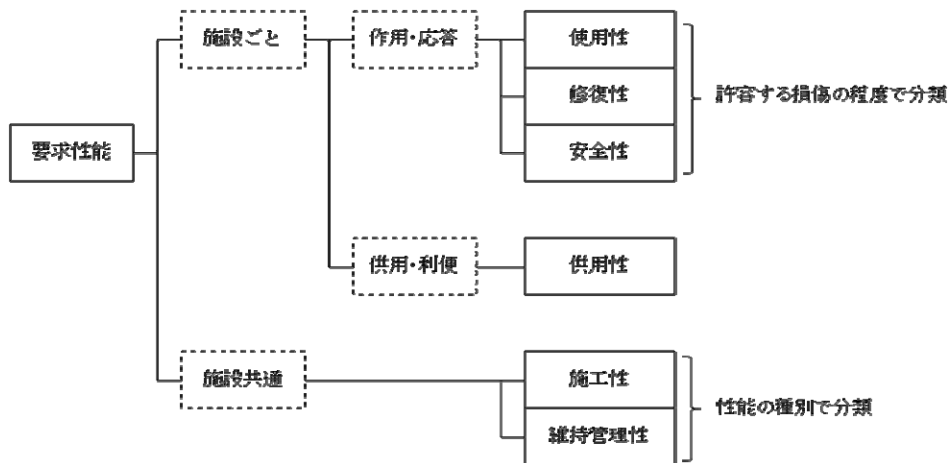 施設ごと
作用・応答
使用性
修復性
許容する損傷の程度で分類
要求性能
安全性
供用・利便
供用性
施設共通
施工性
性能の種別で分類
維持管理性